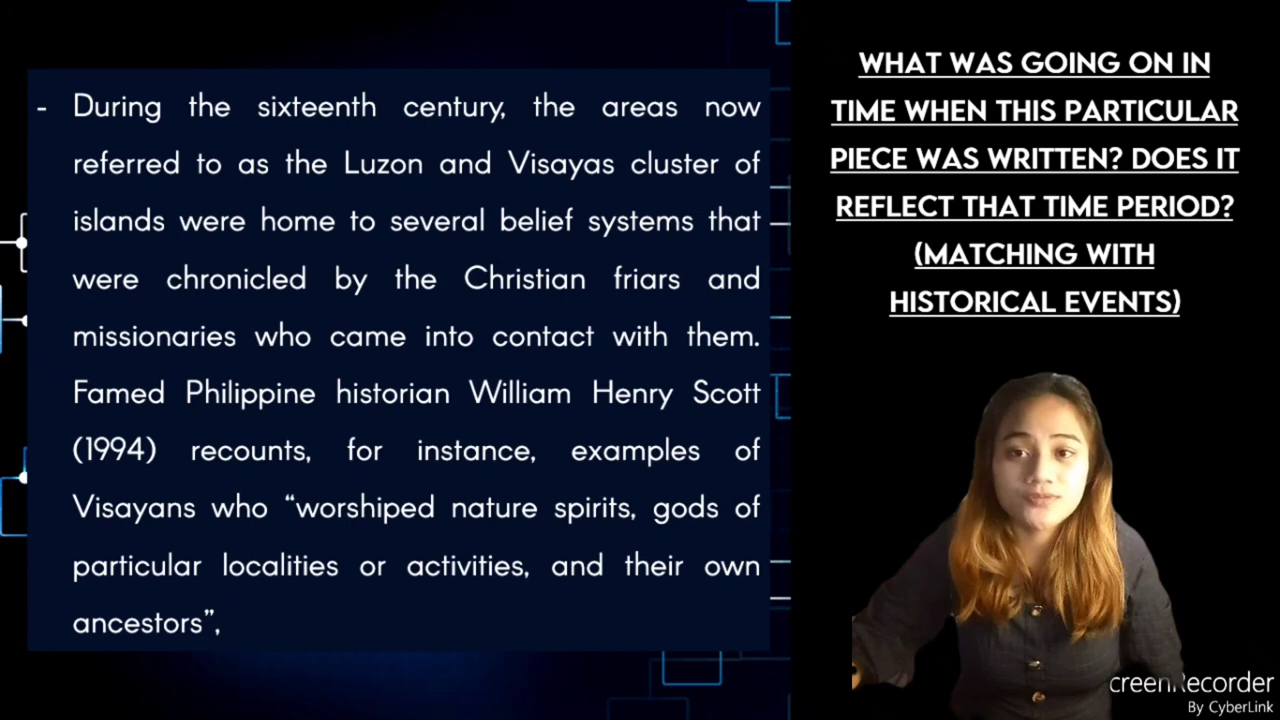 - During the sixteenth century, the areas now
referred to as the Luzon and Visayas cluster of
islands were home to several belief systems that
were chronicled by the Christian friars and
missionaries who came into contact with them.
Famed Philippine historian William Henry Scott
(1994) recounts, for instance, examples of
Visayans who “worshiped nature spirits, gods of
particular localities or activities, and their own
ancestors”,
WHAT WAS GOING ON IN
TIME WHEN THIS PARTICULAR
PIECE WAS WRITTEN? DOES IT
REFLECT THAT TIME PERIOD?
(MATCHING WITH
HISTORICAL EVENTS)
creenRecorder
By CyberLink